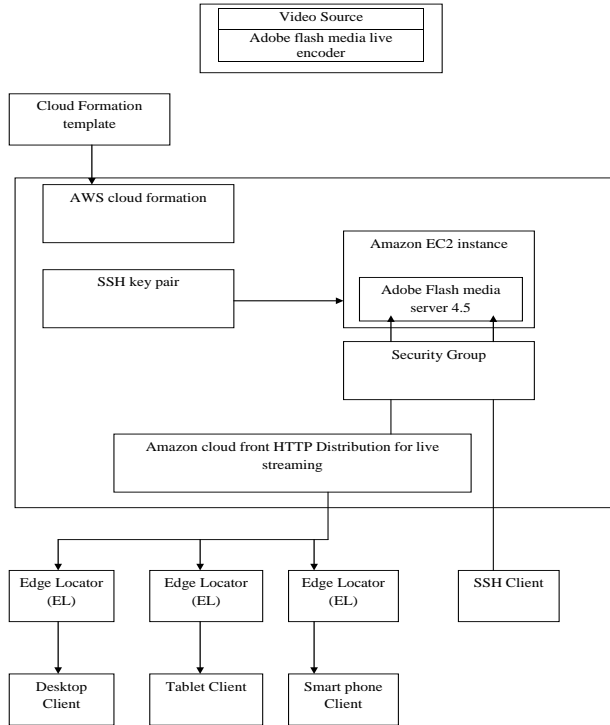 Video Source
Adobe flash media live
encoder
Cloud Formation
template
AWS cloud formation
Amazon EC2 instance
SSH key pair
Adobe Flash media
server 4.5
Security Group
Amazon cloud front HTTP Distribution for live
streaming
Edge Locator
(EL)
Edge Locator
(EL)
Edge Locator
(EL)
SSH Client
Desktop
Client
Tablet Client
Smart phone
Client